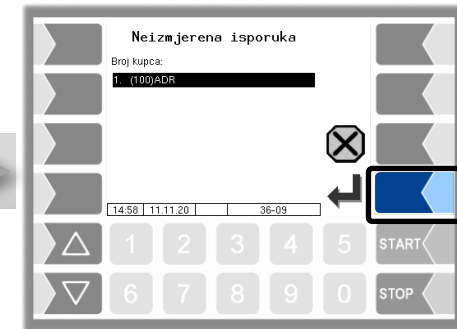 Neizmjerena isporuka
Broj kupca:
1. (100)ADR
14:58 11.11.20 36-09
1 2 3 4 5 START
6 7 8 9 0 STOP